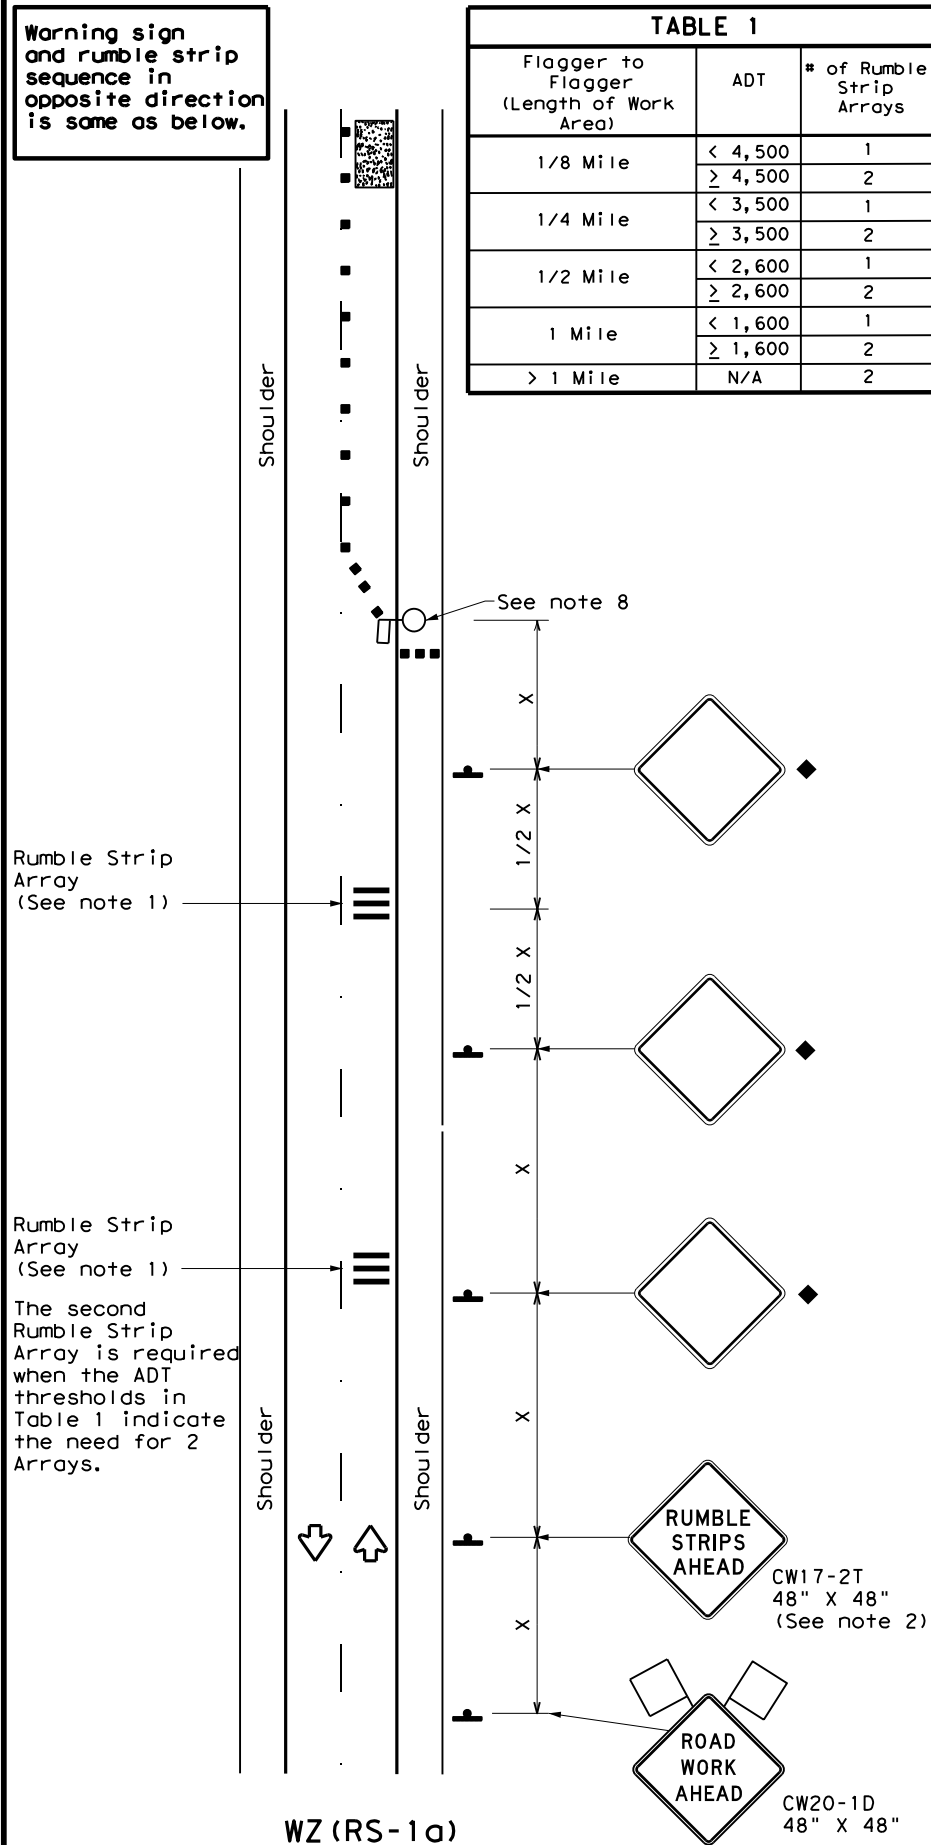 Warning sign
and rumble strip
sequence in
opposite direction
is same as below.
TABLE 1
Flagger to
Flagger
(Length of Work
Area)
ADT
# of Rumble
Strip
Arrays
1/8 Mile
< 4,500
1
≥ 4,500
2
1/4 Mile
< 3,500
1
≥ 3,500
2
1/2 Mile
< 2,600
1
≥ 2,600
2
1 Mile
< 1,600
1
≥ 1,600
2
> 1 Mile
N/A
2
Shoulder
Shoulder
See note 8
X
1/2 X
Rumble Strip
Array
(See note 1)
1/2 X
X
Rumble Strip
Array
(See note 1)
The second
Rumble Strip
Array is required
when the ADT
thresholds in
Table 1 indicate
the need for 2
Arrays.
Shoulder
Shoulder
X
RUMBLE
STRIPS
AHEAD
CW17-2T
48" X 48"
(See note 2)
X
ROAD
WORK
AHEAD
CW20-1D
48" X 48"
WZ (RS-1a)